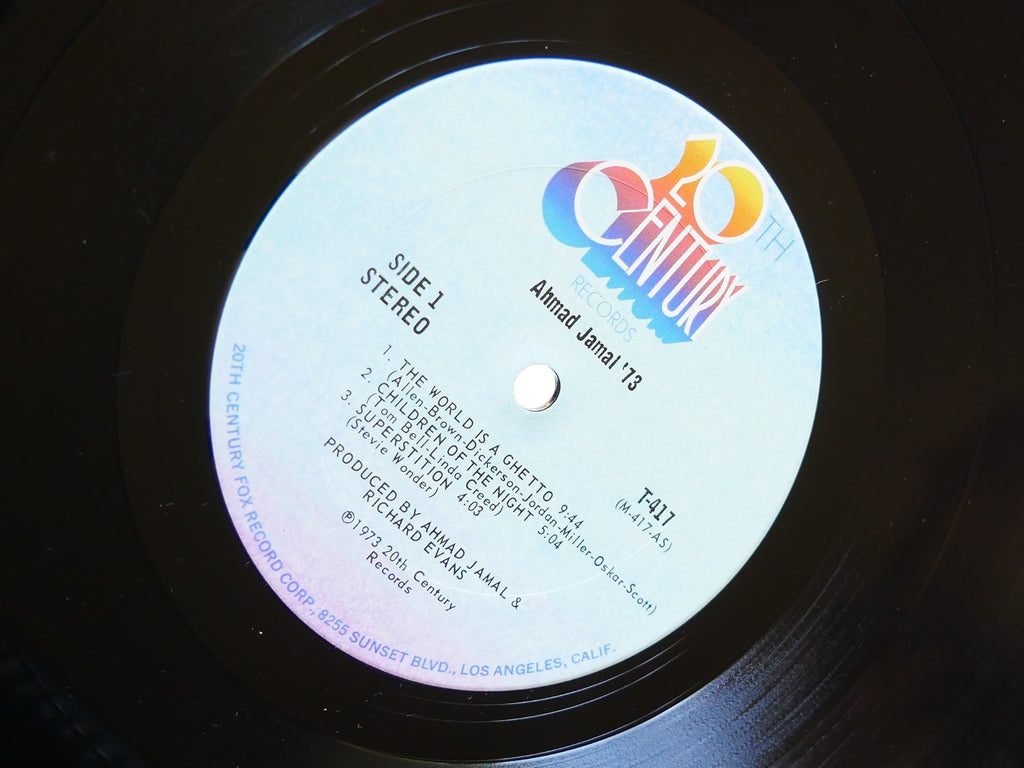 20TH
CENTURY
RECORDS
Ahmad Jamal '73
SIDE 1
STEREO
T-417
(M-417-AS)
1. THE WORLD IS A GHETTO 9:44
(Allen-Brown-Dickerson-Jordan-Miller-Oskar-Scott)
2. CHILDREN OF THE NIGHT 5:04
(Tom Bell-Linda Creed)
3. SUPERSTITION 4:03
(Stevie Wonder)
PRODUCED BY AHMAD JAMAL &
RICHARD EVANS
℗1973 20th Century
Records
20TH CENTURY FOX RECORD CORP., 8255 SUNSET BLVD., LOS ANGELES, CALIF.